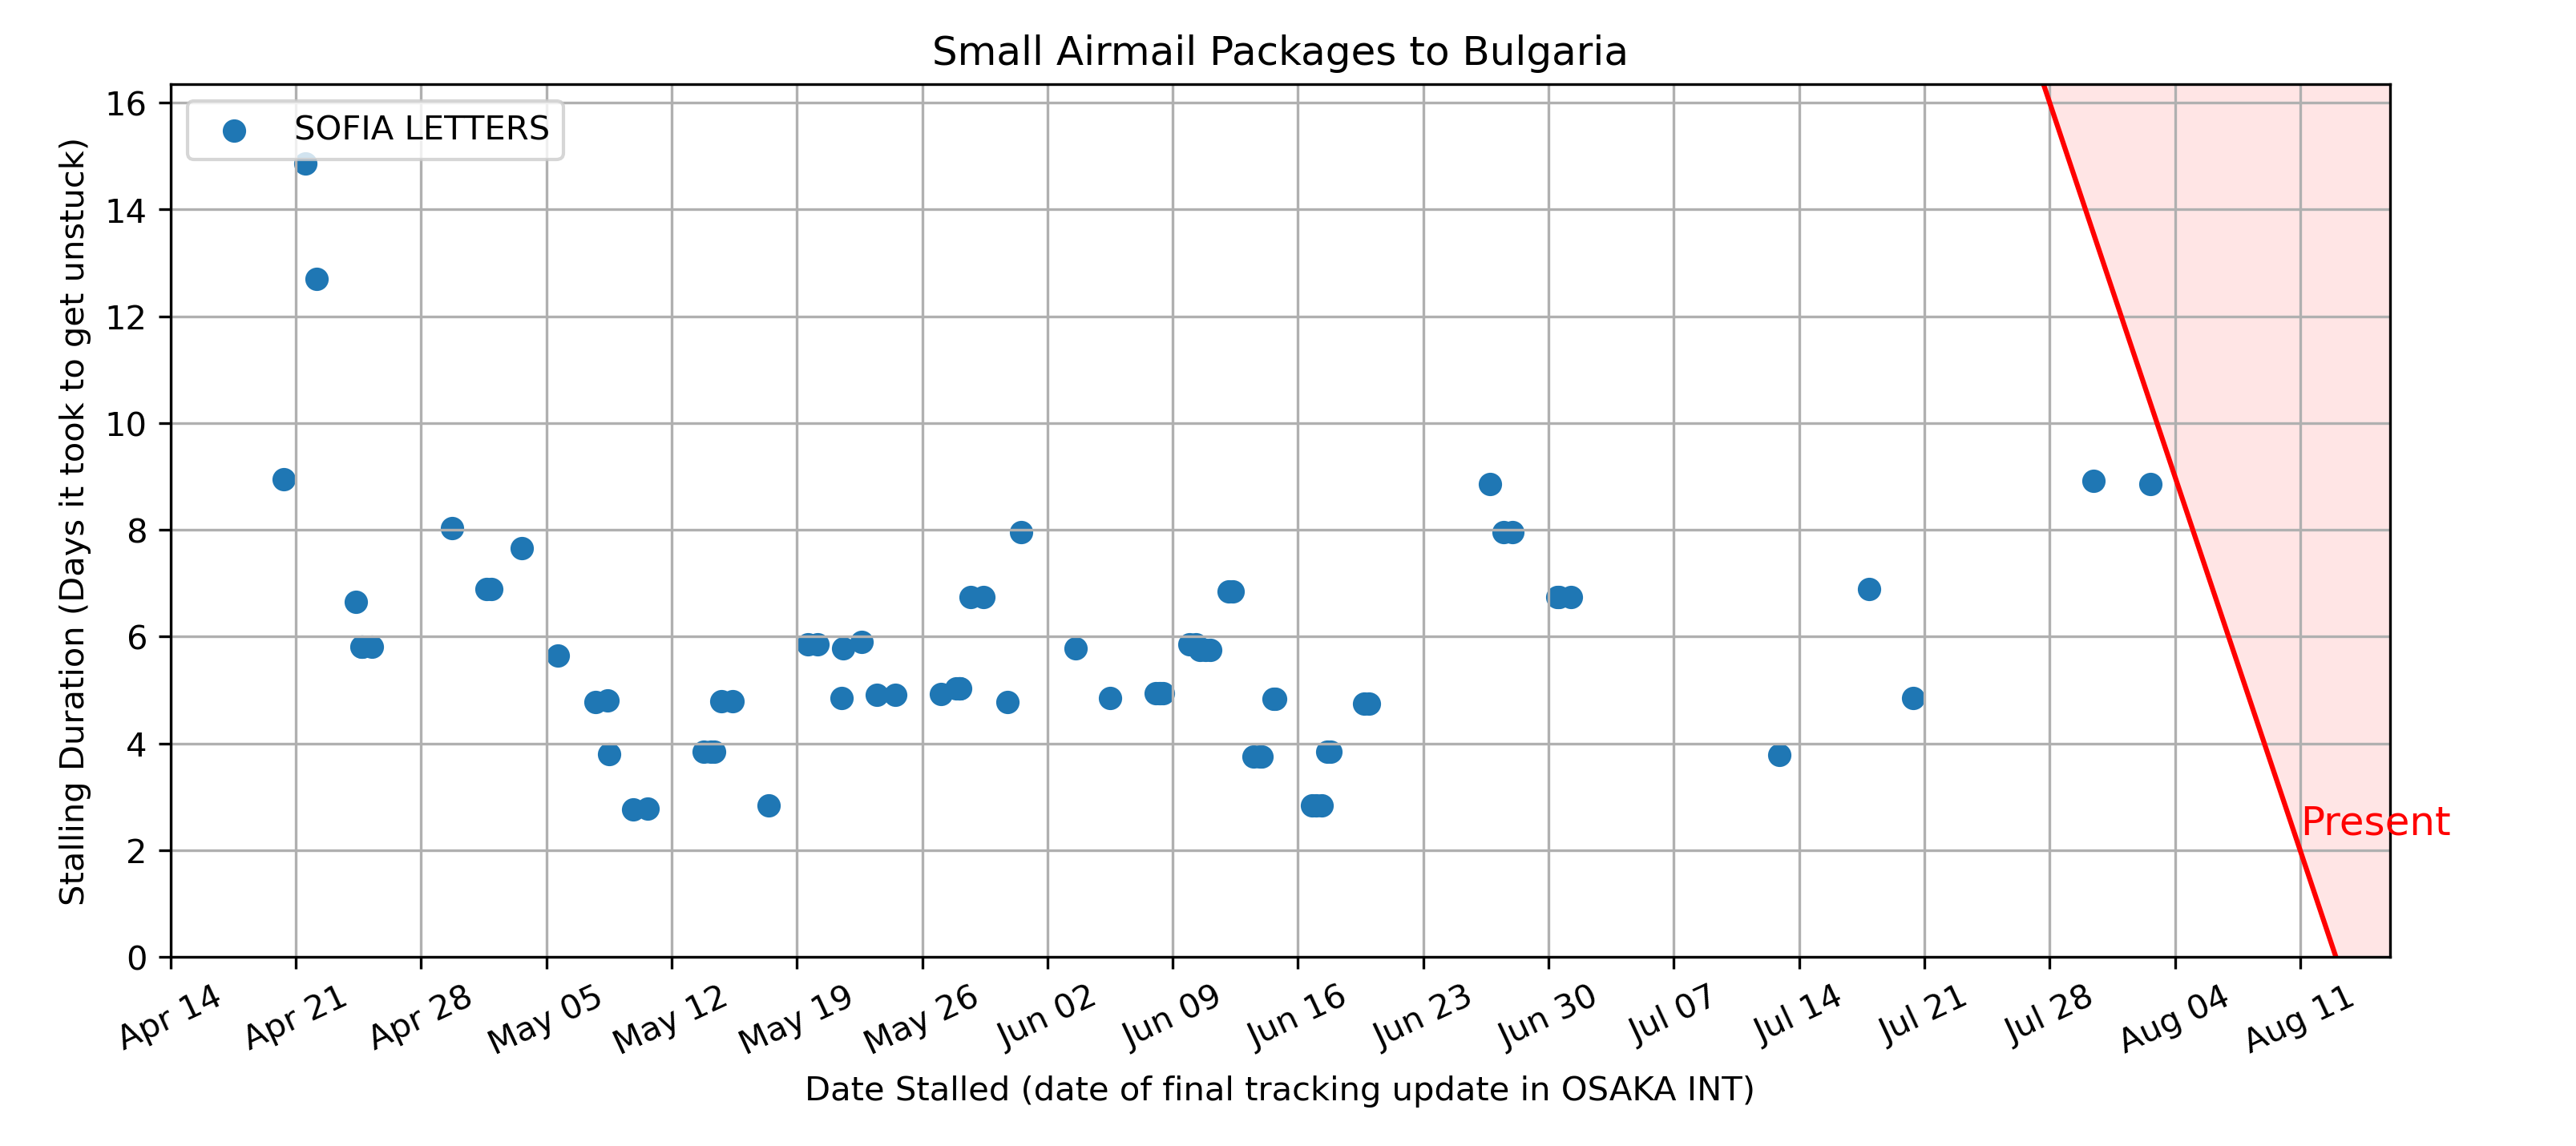 Small Airmail Packages to Bulgaria
SOFIA LETTERS
Stalling Duration (Days it took to get unstuck)
16
14
12
10
8
6
4
2
0
Present
Apr 14
Apr 21
Apr 28
May 05
May 12
May 19
May 26
Jun 02
Jun 09
Jun 16
Jun 23
Jun 30
Jul 07
Jul 14
Jul 21
Jul 28
Aug 04
Aug 11
Date Stalled (date of final tracking update in OSAKA INT)